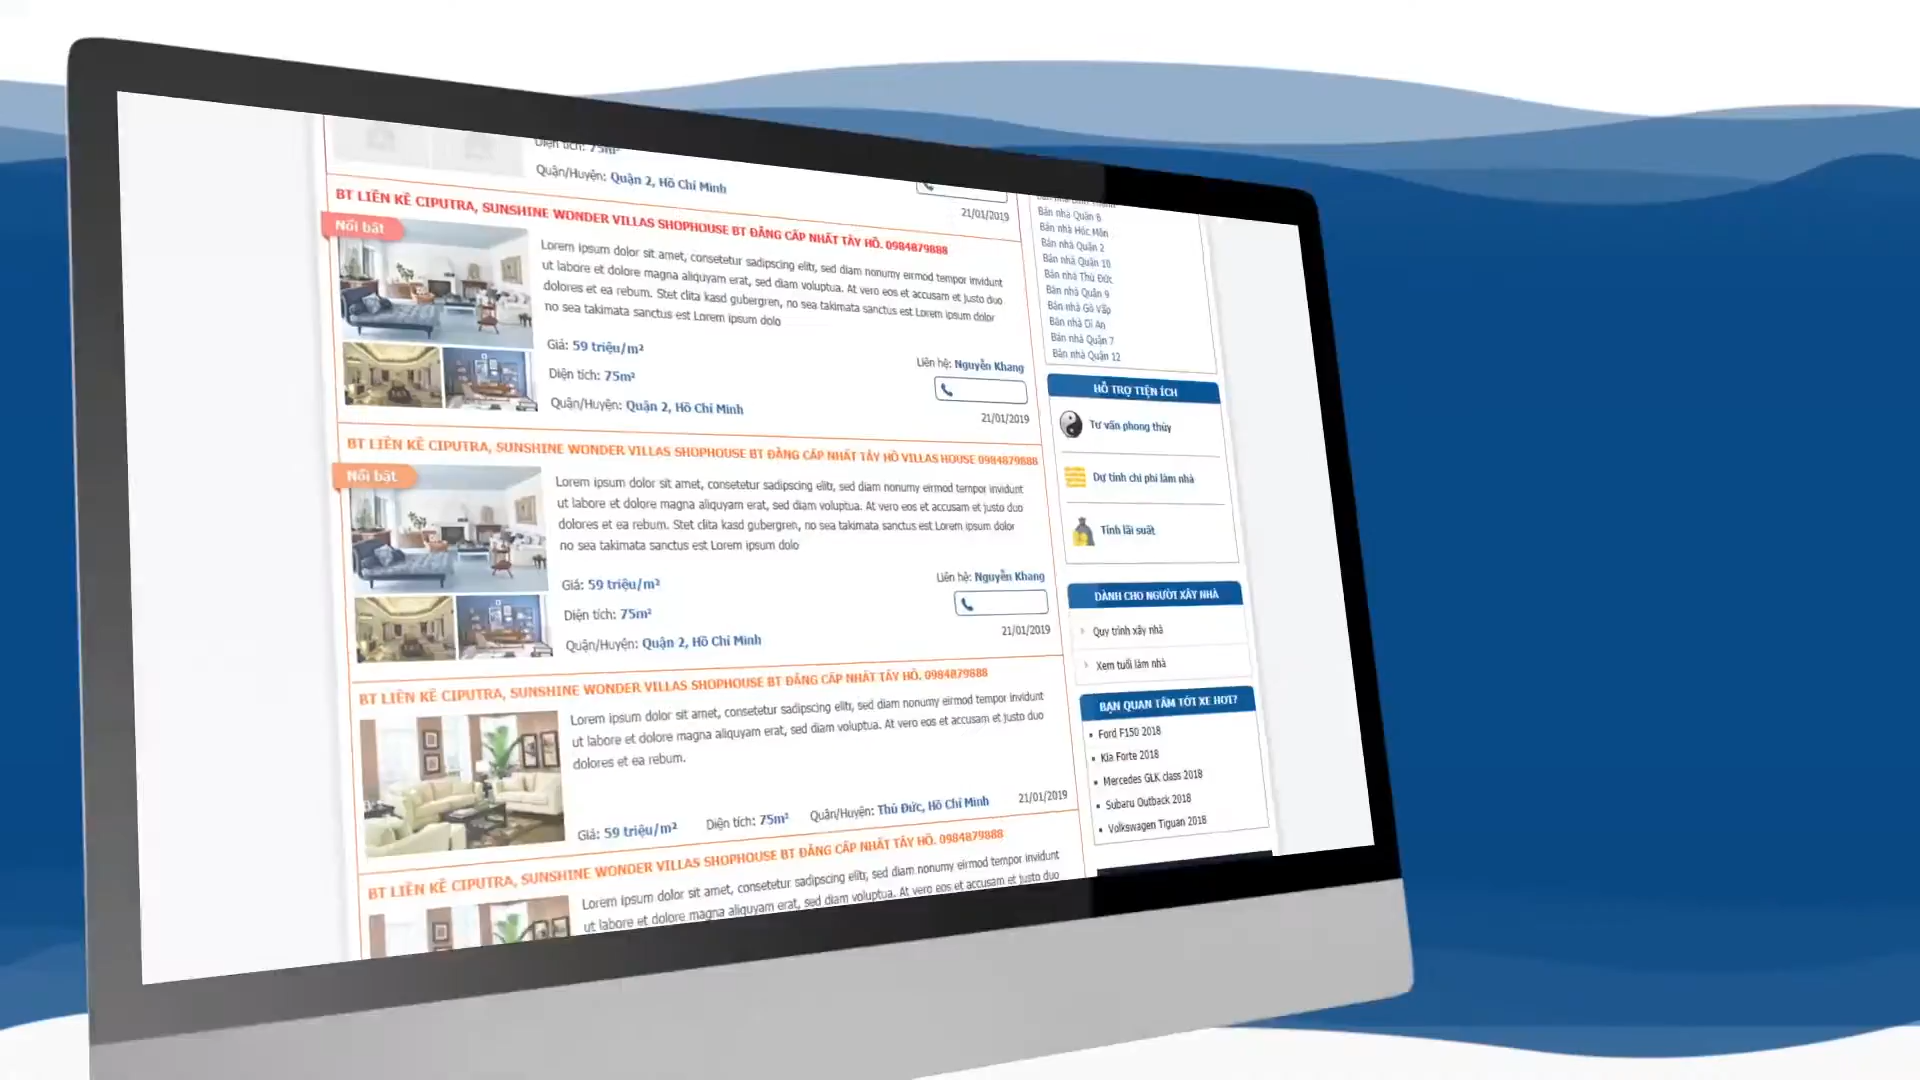 Diện tích: 75m²
Quận/Huyện: Quận 2, Hồ Chí Minh
21/01/2019
BT LIỀN KỀ CIPUTRA, SUNSHINE WONDER VILLAS SHOPHOUSE BT ĐẲNG CẤP NHẤT TÂY HỒ. 0984879888
Nổi bật
Lorem ipsum dolor sit amet, consetetur sadipscing elitr, sed diam nonumy eirmod tempor invidunt
ut labore et dolore magna aliquyam erat, sed diam voluptua. At vero eos et accusam et justo duo
dolores et ea rebum. Stet clita kasd gubergren, no sea takimata sanctus est Lorem ipsum dolor
no sea takimata sanctus est Lorem ipsum dolo
Giá: 59 triệu/m²
Diện tích: 75m²
Quận/Huyện: Quận 2, Hồ Chí Minh
Liên hệ: Nguyễn Khang
21/01/2019
BT LIỀN KỀ CIPUTRA, SUNSHINE WONDER VILLAS SHOPHOUSE BT ĐẲNG CẤP NHẤT TÂY HỒ VILLAS HOUSE 0984879888
Nổi bật
Lorem ipsum dolor sit amet, consetetur sadipscing elitr, sed diam nonumy eirmod tempor invidunt
ut labore et dolore magna aliquyam erat, sed diam voluptua. At vero eos et accusam et justo duo
dolores et ea rebum. Stet clita kasd gubergren, no sea takimata sanctus est Lorem ipsum dolor
no sea takimata sanctus est Lorem ipsum dolo
Giá: 59 triệu/m²
Diện tích: 75m²
Quận/Huyện: Quận 2, Hồ Chí Minh
Liên hệ: Nguyễn Khang
21/01/2019
BT LIỀN KỀ CIPUTRA, SUNSHINE WONDER VILLAS SHOPHOUSE BT ĐẲNG CẤP NHẤT TÂY HỒ. 0984879888
Lorem ipsum dolor sit amet, consetetur sadipscing elitr, sed diam nonumy eirmod tempor invidunt
ut labore et dolore magna aliquyam erat, sed diam voluptua. At vero eos et accusam et justo duo
dolores et ea rebum.
Giá: 59 triệu/m² Diện tích: 75m² Quận/Huyện: Thủ Đức, Hồ Chí Minh 21/01/2019
BT LIỀN KỀ CIPUTRA, SUNSHINE WONDER VILLAS SHOPHOUSE BT ĐẲNG CẤP NHẤT TÂY HỒ. 0984879888
Lorem ipsum dolor sit amet, consetetur sadipscing elitr, sed diam nonumy eirmod tempor invidunt
ut labore et dolore magna aliquyam erat, sed diam voluptua. At vero eos et accusam et justo duo
Bán nhà Quận 6
Bán nhà Hóc Môn
Bán nhà Quận 2
Bán nhà Quận 10
Bán nhà Thủ Đức
Bán nhà Quận 9
Bán nhà Gò Vấp
Bán nhà Dĩ An
Bán nhà Quận 7
Bán nhà Quận 12
HỖ TRỢ TIỆN ÍCH
Tư vấn phong thủy
Dự tính chi phí làm nhà
Tính lãi suất
DÀNH CHO NGƯỜI XÂY NHÀ
Quy trình xây nhà
Xem tuổi làm nhà
BẠN QUAN TÂM TỚT XE HƠT?
Ford F150 2018
Kia Forte 2018
Mercedes GLK class 2018
Subaru Outback 2018
Volkswagen Tiguan 2018